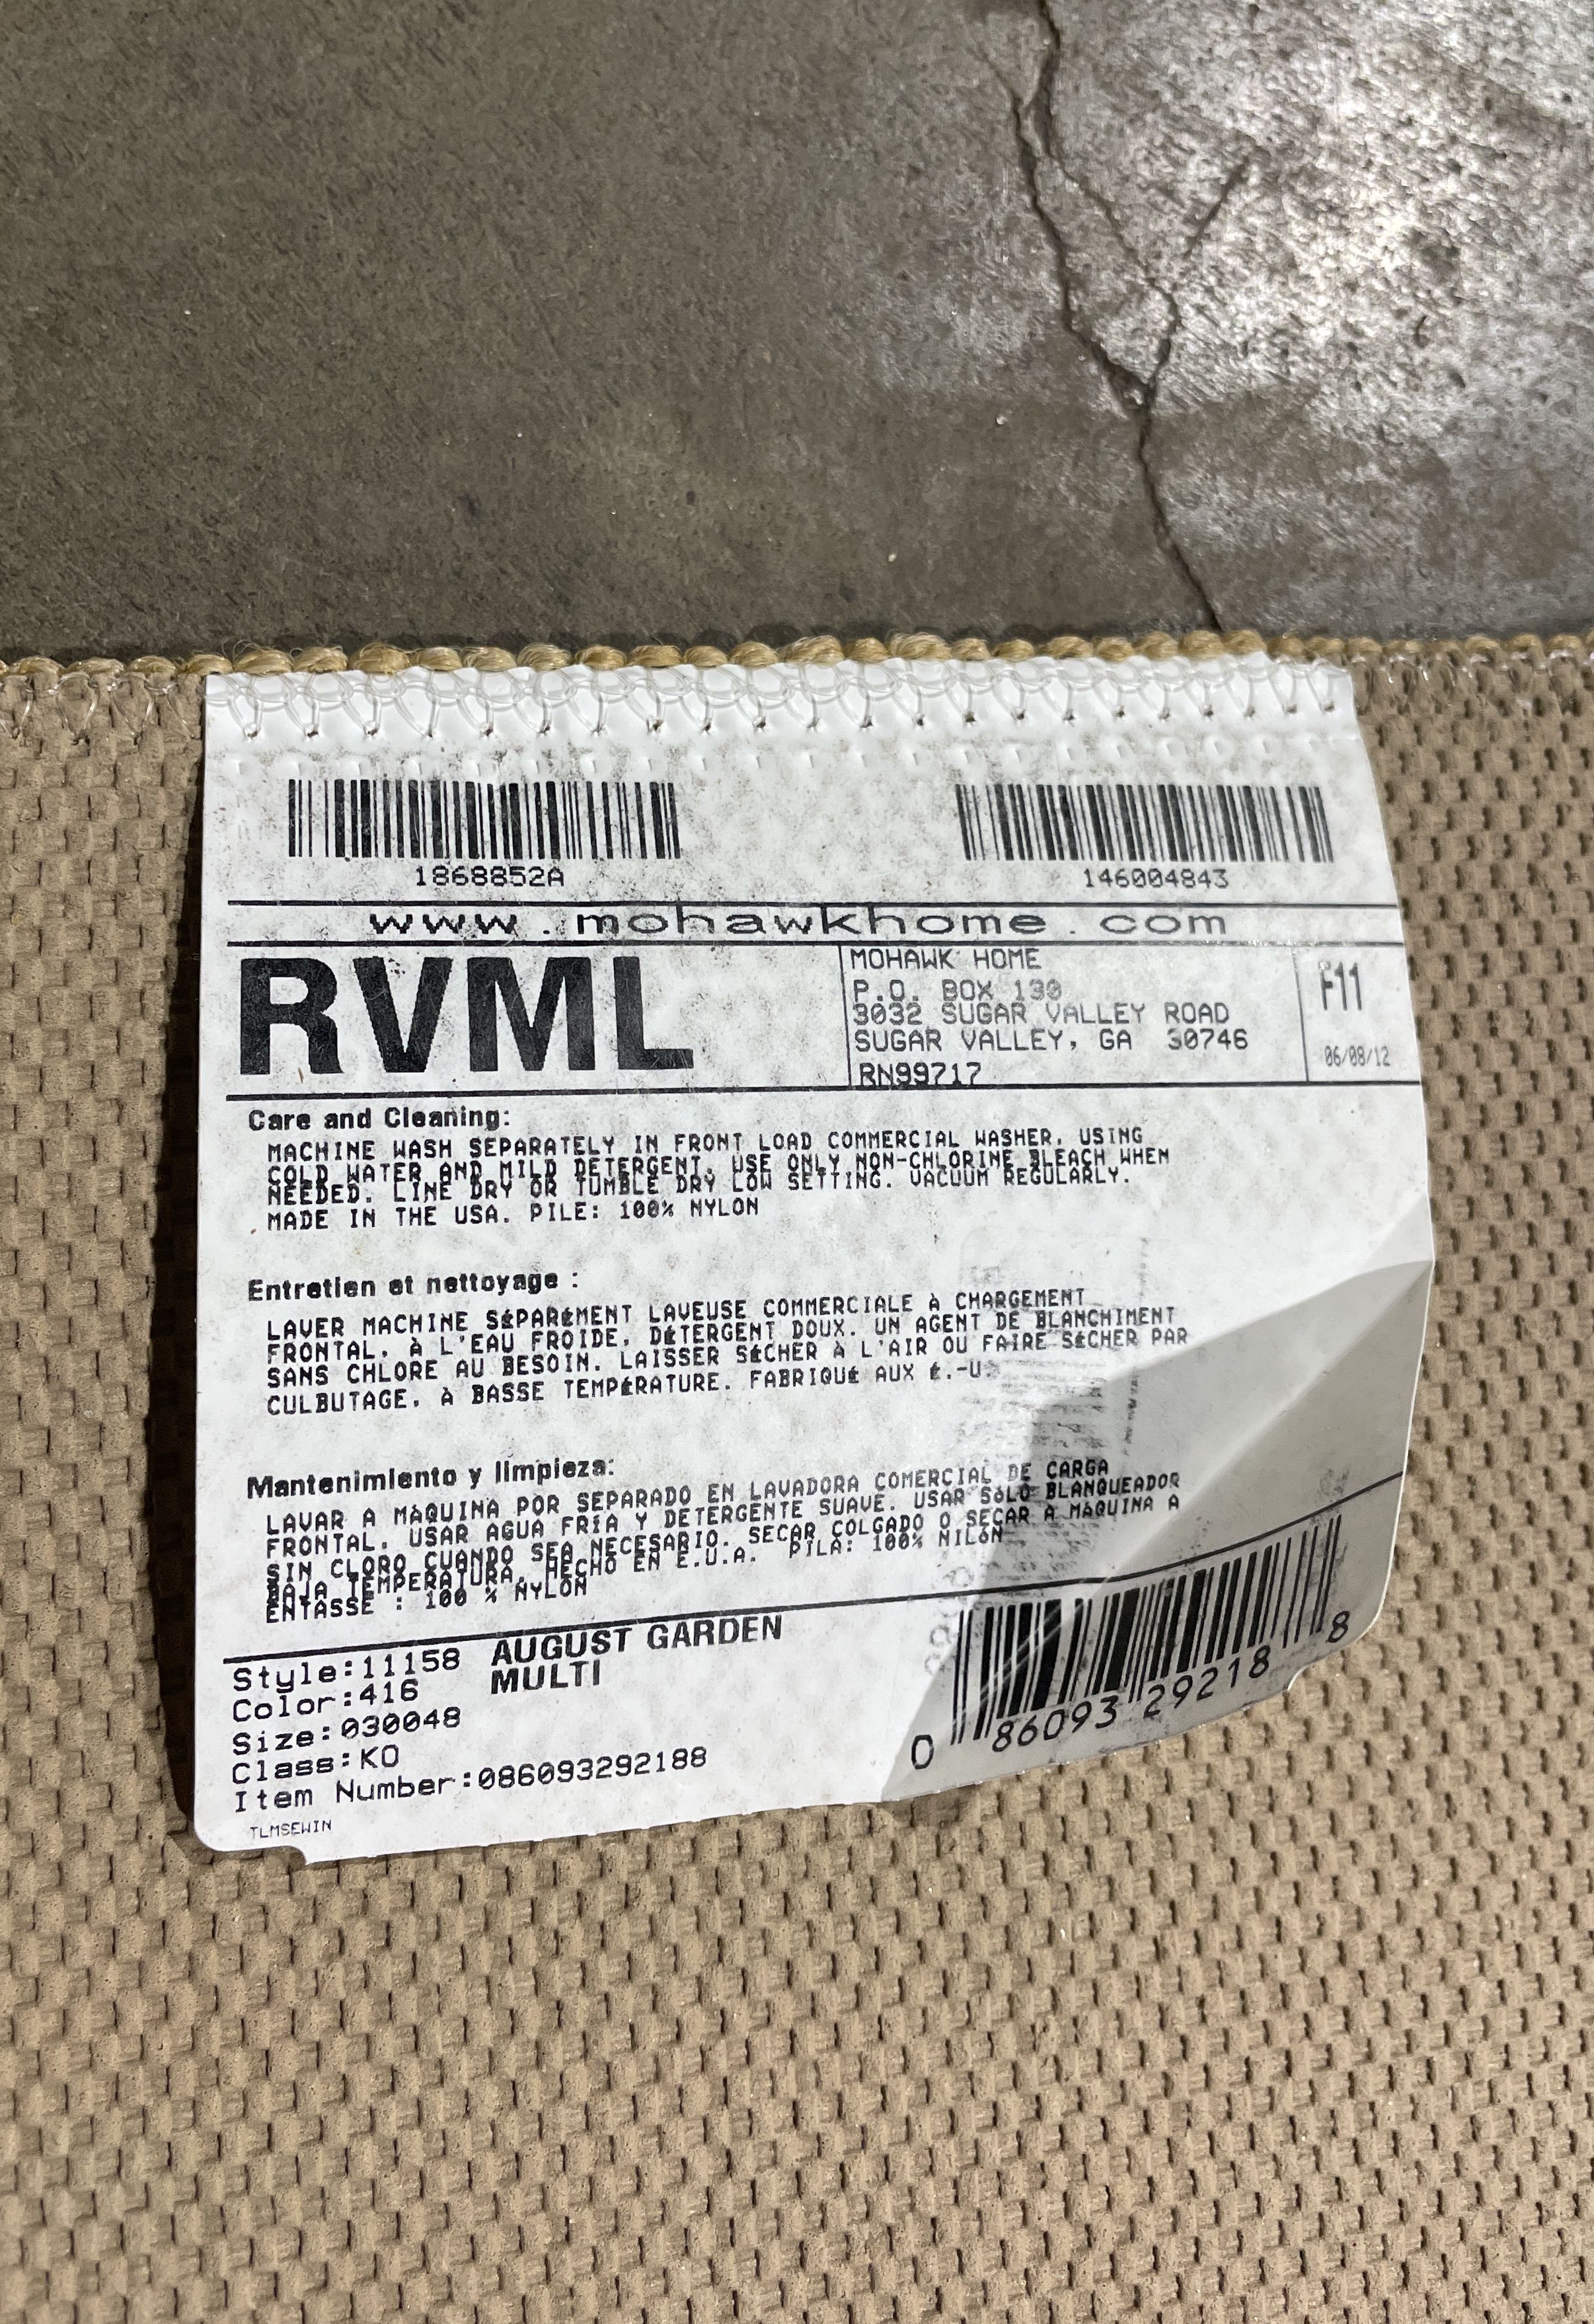 1868852A
146004843
www.mohawkhome.com
RVML
MOHAWK HOME
P.O. BOX 130
3032 SUGAR VALLEY ROAD
SUGAR VALLEY, GA 30746
RN99717
F11
06/08/12
Care and Cleaning:
MACHINE WASH SEPARATELY IN FRONT LOAD COMMERCIAL WASHER, USING
COLD WATER AND MILD DETERGENT. USE ONLY NON-CHLORINE BLEACH WHEN
NEEDED. LINE DRY OR TUMBLE DRY LOW SETTING. VACUUM REGULARLY.
MADE IN THE USA. PILE: 100% NYLON
Entretien et nettoyage :
LAVER MACHINE SÉPARÉMENT LAVEUSE COMMERCIALE À CHARGEMENT
FRONTAL, À L'EAU FROIDE, DÉTERGENT DOUX. UN AGENT DE BLANCHIMENT
SANS CHLORE AU BESOIN. LAISSER SÉCHER À L'AIR OU FAIRE SÉCHER PAR
CULBUTAGE, À BASSE TEMPÉRATURE. FABRIQUÉ AUX É.-U.
Mantenimiento y limpieza:
LAVAR A MÁQUINA POR SEPARADO EN LAVADORA COMERCIAL DE CARGA
FRONTAL. USAR AGUA FRÍA Y DETERGENTE SUAVE. USAR SÓLO BLANQUEADOR
SIN CLORO CUANDO SEA NECESARIO. SECAR COLGADO O SECAR A MÁQUINA A
BAJA TEMPERATURA. HECHO EN E.U.A. PILA: 100% NILÓN
ENTASSE : 100 % NYLON
Style:11158 AUGUST GARDEN
Color:416 MULTI
Size:030048
Class:KO
Item Number:086093292188
TLMSEWIN
0 86093 29218 8